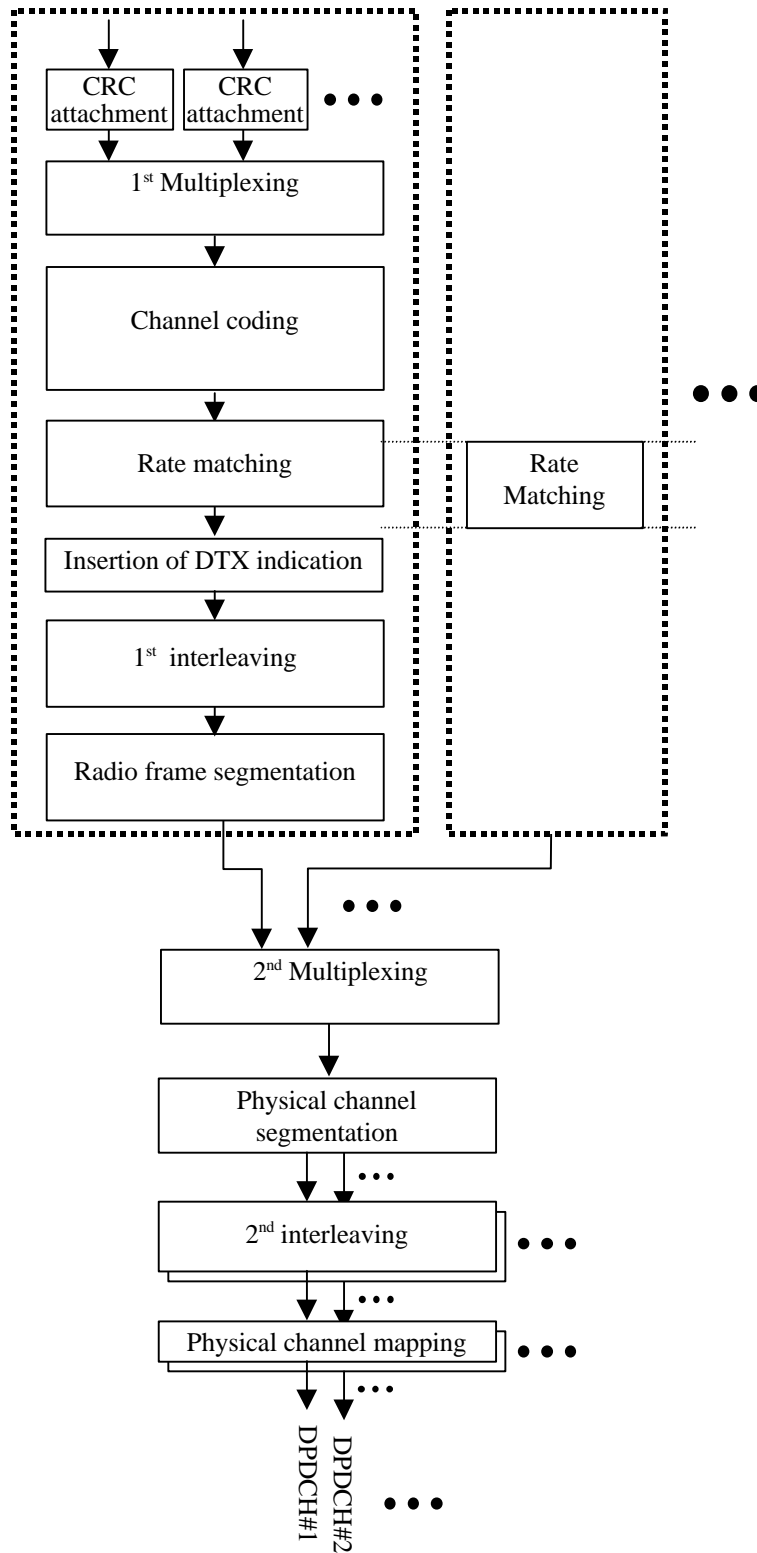 CRC
attachment
CRC
attachment
1st Multiplexing
Channel coding
Rate matching
Rate
Matching
Insertion of DTX indication
1st interleaving
Radio frame segmentation
2nd Multiplexing
Physical channel
segmentation
2nd interleaving
Physical channel mapping
DPDCH#1
DPDCH#2